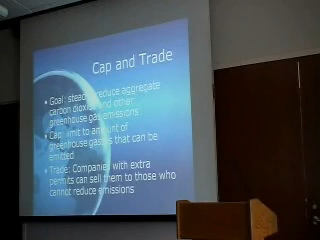 Cap and Trade
• Goal: steadily reduce aggregate
carbon dioxide and other
greenhouse gas emissions
• Cap: limit to amount of
greenhouse gases that can be
emitted
• Trade: Companies with extra
permits can sell them to those who
cannot reduce emissions